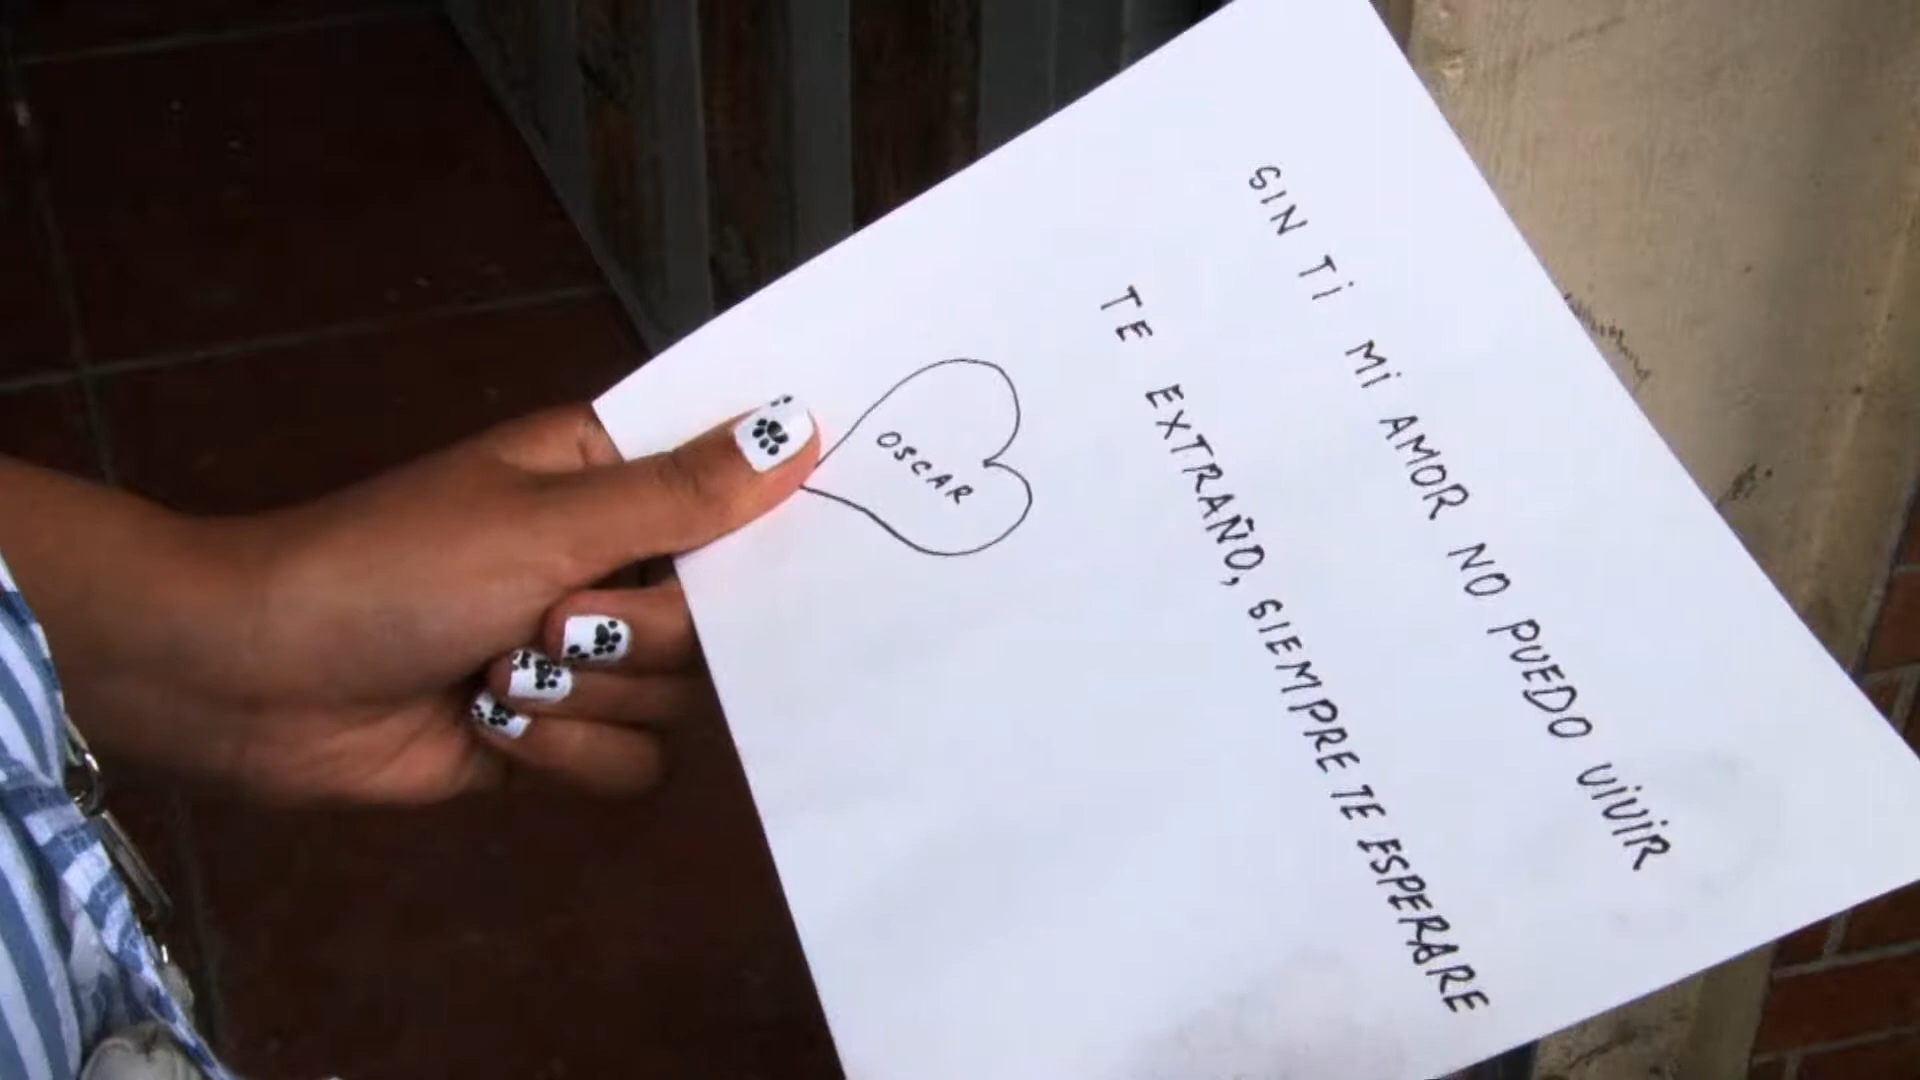 SIN Ti Mi AMOR NO PUEDO ViViR
TE EXTRAÑO, SIEMPRE TE ESPERARE
OSCAR